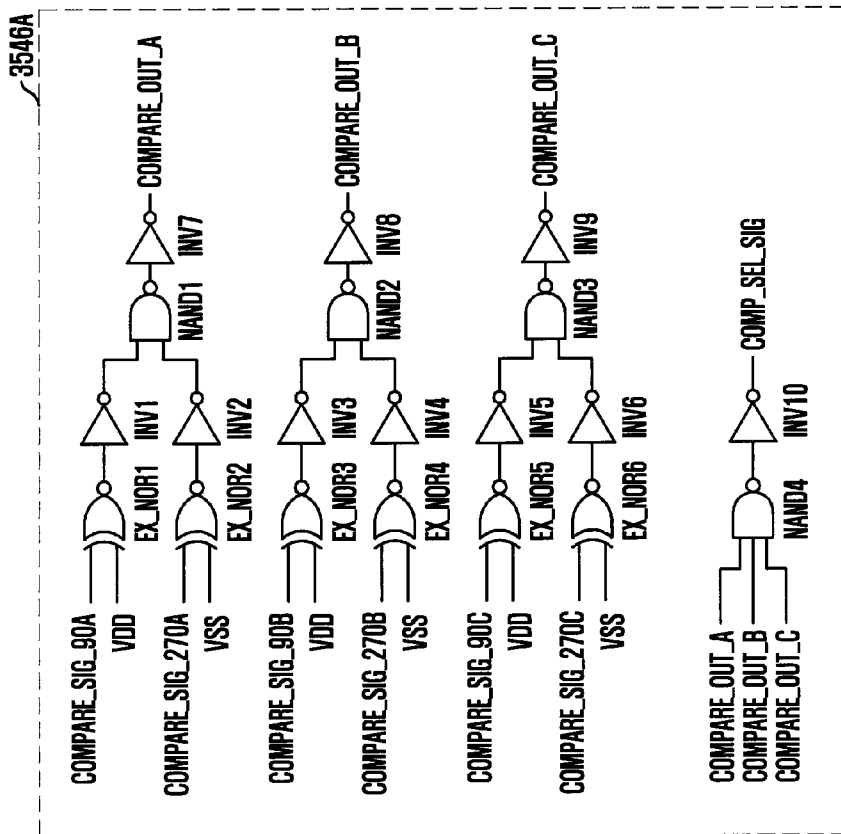 3546A
COMPARE_SIG_90A
VDD
EX_NOR1
INV1
COMPARE_SIG_270A
VSS
EX_NOR2
INV2
NAND1
INV7
COMPARE_OUT_A
COMPARE_SIG_90B
VDD
EX_NOR3
INV3
COMPARE_SIG_270B
VSS
EX_NOR4
INV4
NAND2
INV8
COMPARE_OUT_B
COMPARE_SIG_90C
VDD
EX_NOR5
INV5
COMPARE_SIG_270C
VSS
EX_NOR6
INV6
NAND3
INV9
COMPARE_OUT_C
COMPARE_OUT_A
COMPARE_OUT_B
COMPARE_OUT_C
NAND4
INV10
COMP_SEL_SIG